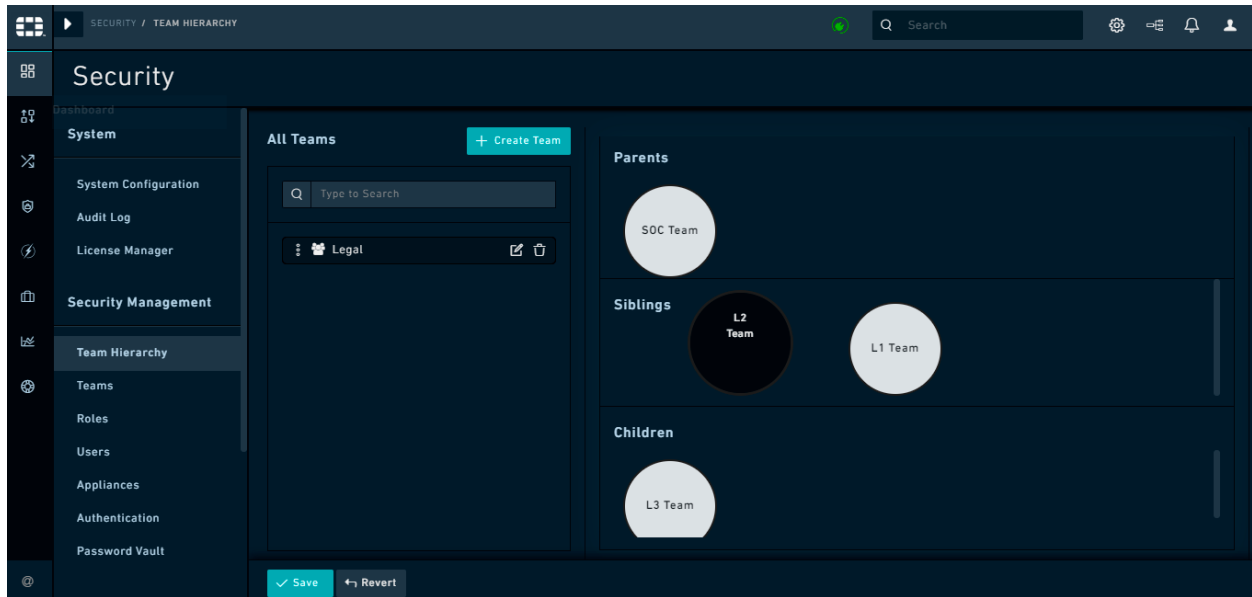 SECURITY / TEAM HIERARCHY
Search
Security
Dashboard
System
System Configuration
Audit Log
License Manager
Security Management
Team Hierarchy
Teams
Roles
Users
Appliances
Authentication
Password Vault
@
All Teams
+ Create Team
Type to Search
Legal
Parents
SOC Team
Siblings
L2
Team
L1 Team
Children
L3 Team
Save
Revert